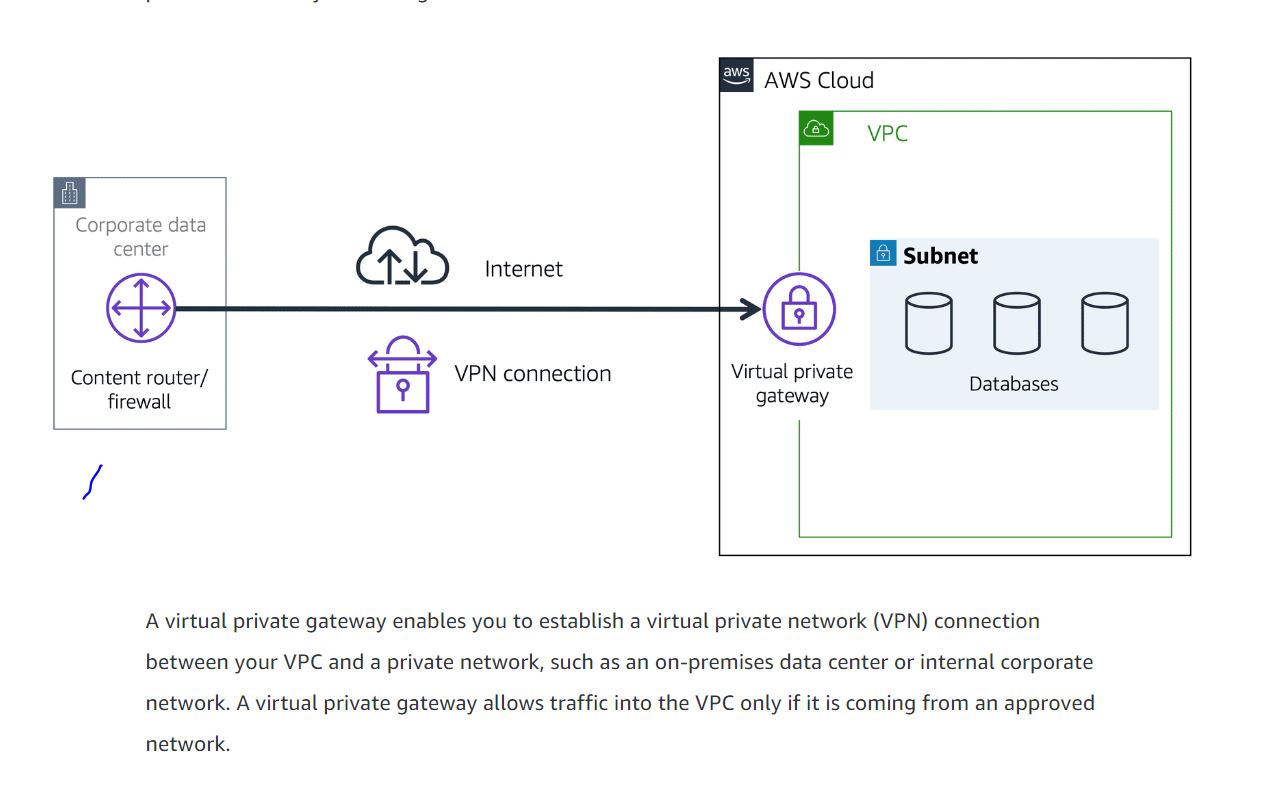 aws
AWS Cloud
VPC
Corporate data
center
Internet
Subnet
Content router/
firewall
VPN connection
Virtual private
gateway
Databases
A virtual private gateway enables you to establish a virtual private network (VPN) connection
between your VPC and a private network, such as an on-premises data center or internal corporate
network. A virtual private gateway allows traffic into the VPC only if it is coming from an approved
network.